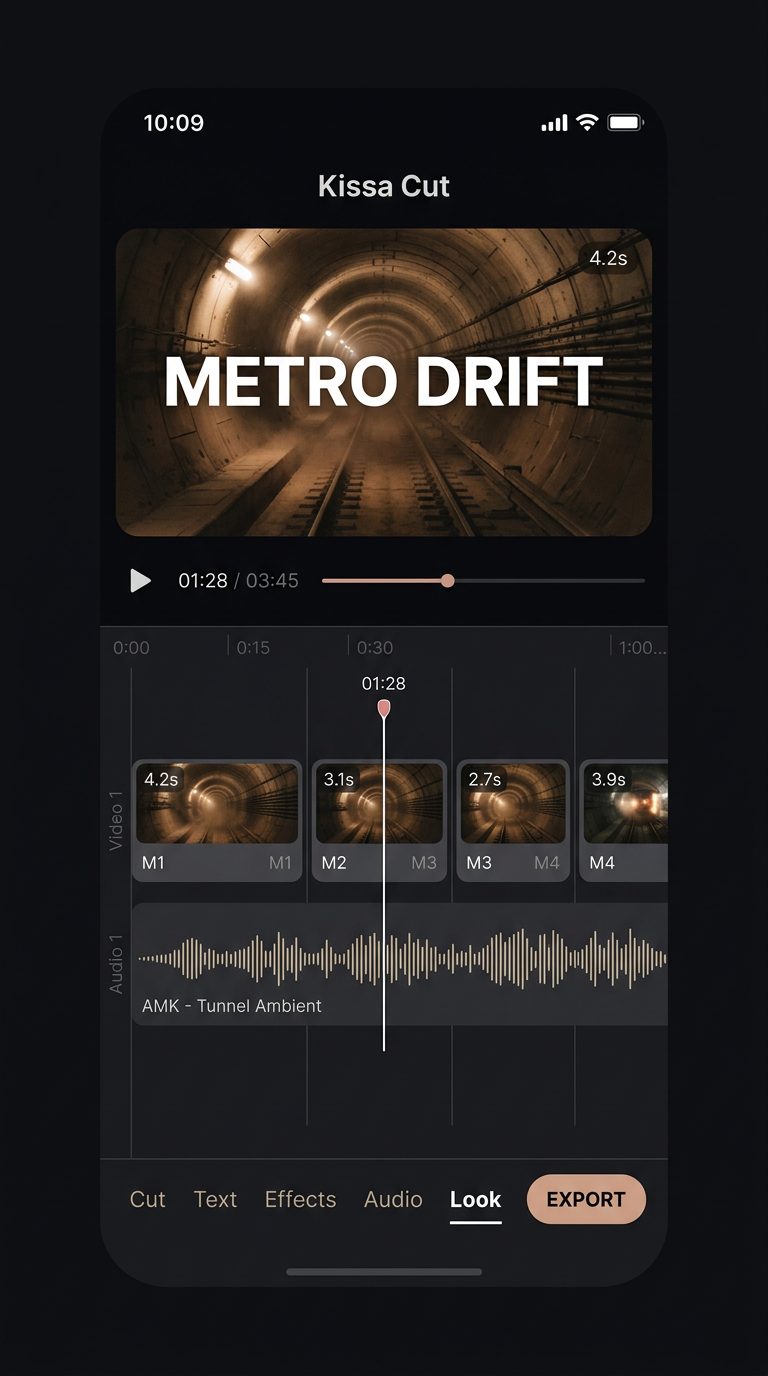 10:09
Kissa Cut
4.2s
METRO DRIFT
01:28 / 03:45
0:00 0:15 0:30 1:00...
01:28
Video 1
4.2s 3.1s 2.7s 3.9s
M1 M1 M2 M3 M3 M4 M4
Audio 1
AMK - Tunnel Ambient
Cut Text Effects Audio Look EXPORT